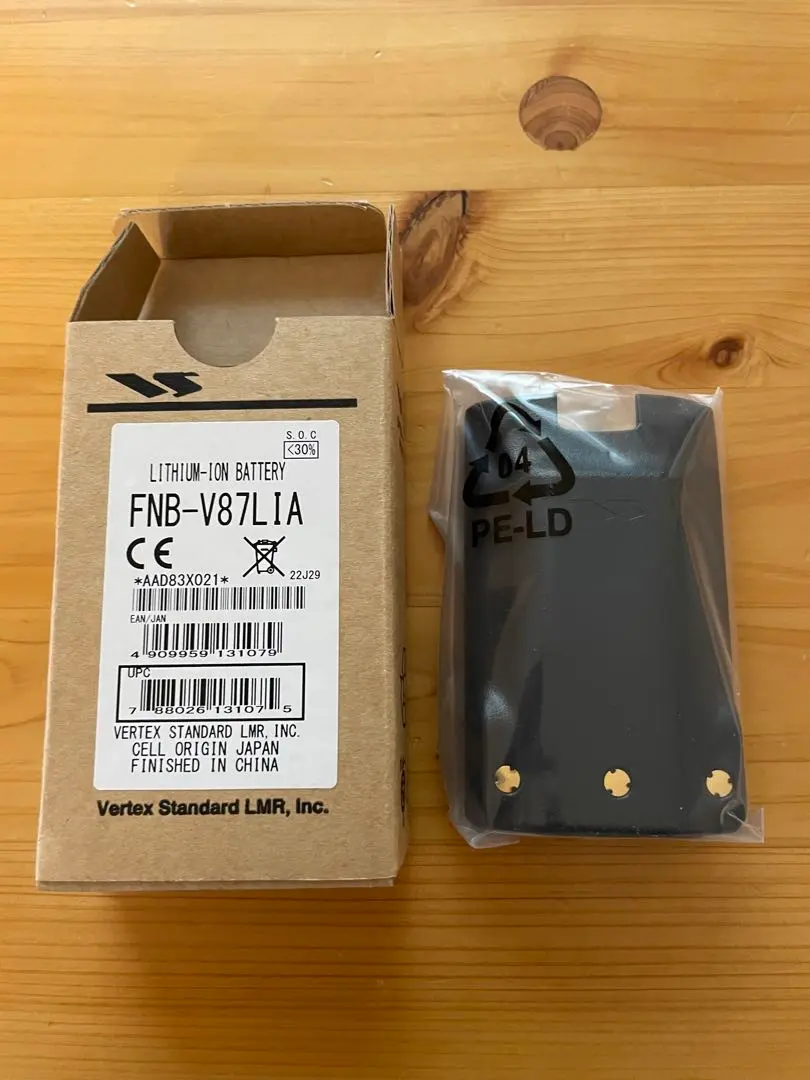 VS
S.O.C
<30%
LITHIUM-ION BATTERY
FNB-V87LIA
CE
*AAD83X021*
22J29
EAN/JAN
4 909959 131079
UPC
7 88026 13107 5
VERTEX STANDARD LMR, INC.
CELL ORIGIN JAPAN
FINISHED IN CHINA
Vertex Standard LMR, Inc.
04
PE-LD